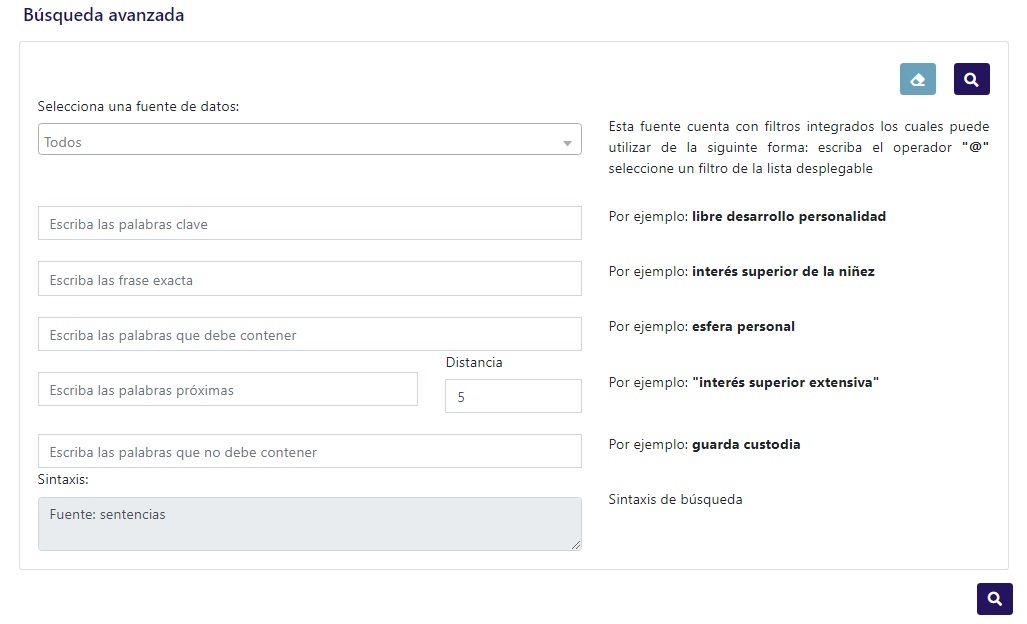 Búsqueda avanzada
Selecciona una fuente de datos:
Todos
Esta fuente cuenta con filtros integrados los cuales puede
utilizar de la siguinte forma: escriba el operador "@"
seleccione un filtro de la lista desplegable
Escriba las palabras clave
Por ejemplo: libre desarrollo personalidad
Escriba las frase exacta
Por ejemplo: interés superior de la niñez
Escriba las palabras que debe contener
Por ejemplo: esfera personal
Distancia
Escriba las palabras próximas
5
Por ejemplo: "interés superior extensiva"
Escriba las palabras que no debe contener
Por ejemplo: guarda custodia
Sintaxis:
Fuente: sentencias
Sintaxis de búsqueda